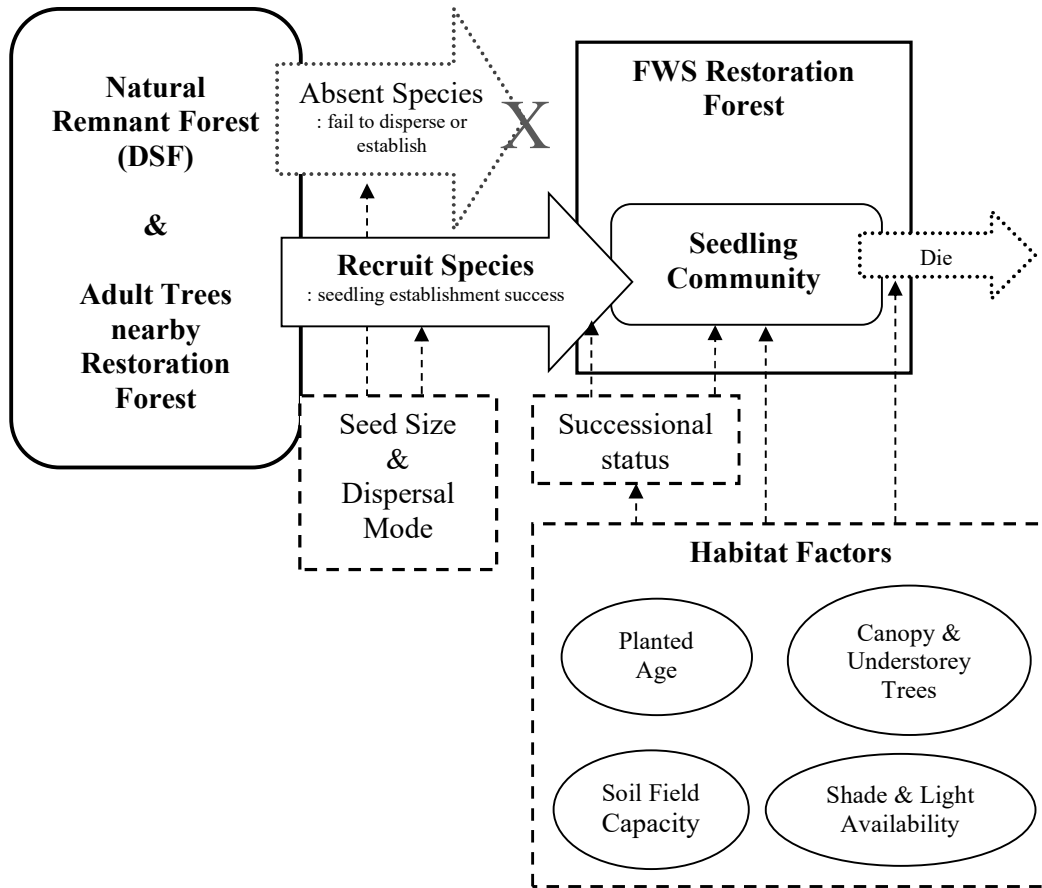 Natural
Remnant Forest
(DSF)
&
Adult Trees
nearby
Restoration
Forest
Absent Species
: fail to disperse or
establish
X
Recruit Species
: seedling establishment success
FWS Restoration
Forest
Seedling
Community
Die
Seed Size
&
Dispersal
Mode
Successional
status
Habitat Factors
Planted
Age
Canopy &
Understorey
Trees
Soil Field
Capacity
Shade & Light
Availability